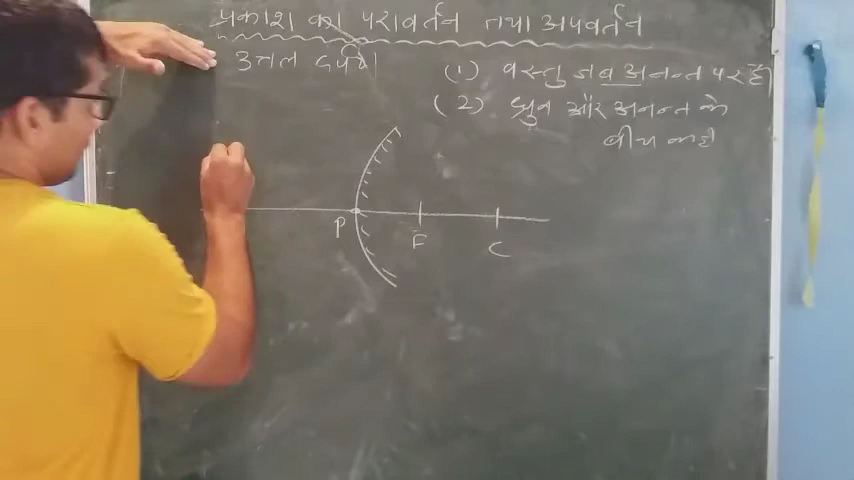 प्रकाश का परावर्तन तथा अपवर्तन
उत्तल दर्पण
(1) वस्तु जब अनन्त पर है
(2) ध्रुव और अनन्त के
बीच कही
P
F
C